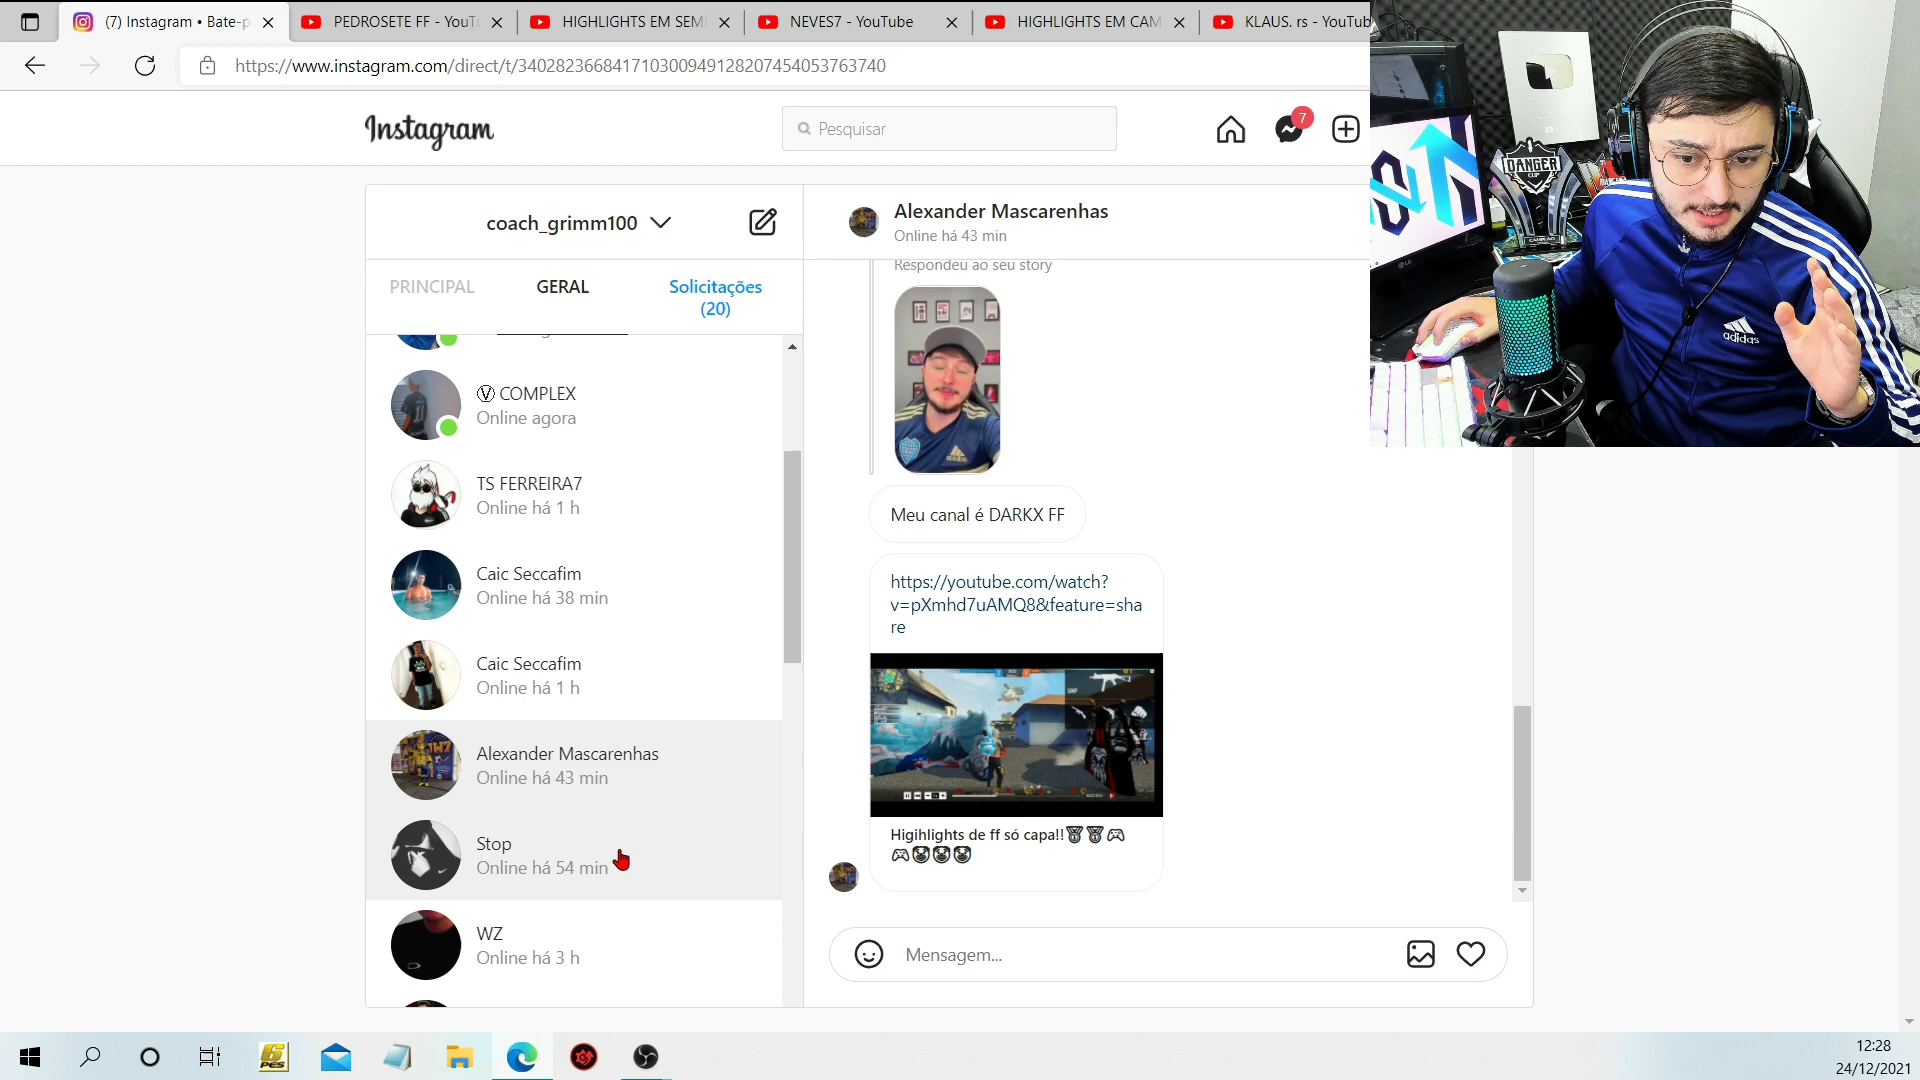 (7) Instagram • Bate-p
PEDROSETE FF - YouT
HIGHLIGHTS EM SEM
NEVES7 - YouTube
HIGHLIGHTS EM CAM
KLAUS. rs - YouTub
https://www.instagram.com/direct/t/340282366841710300949128207454053763740
Instagram
Pesquisar
7
coach_grimm100
PRINCIPAL
GERAL
Solicitações
(20)
Ⓥ COMPLEX
Online agora
TS FERREIRA7
Online há 1 h
Caic Seccafim
Online há 38 min
Caic Seccafim
Online há 1 h
Alexander Mascarenhas
Online há 43 min
Stop
Online há 54 min
WZ
Online há 3 h
Alexander Mascarenhas
Online há 43 min
Respondeu ao seu story
Meu canal é DARKX FF
https://youtube.com/watch?
v=pXmhd7uAMQ8&feature=sha
re
Higihlights de ff só capa!!🥇🥇🎮
🎮🤡🤡🤡
Mensagem...
DANGER
CUP
CAMPEÃO
adidas
LG
6
PES
12:28
24/12/2021